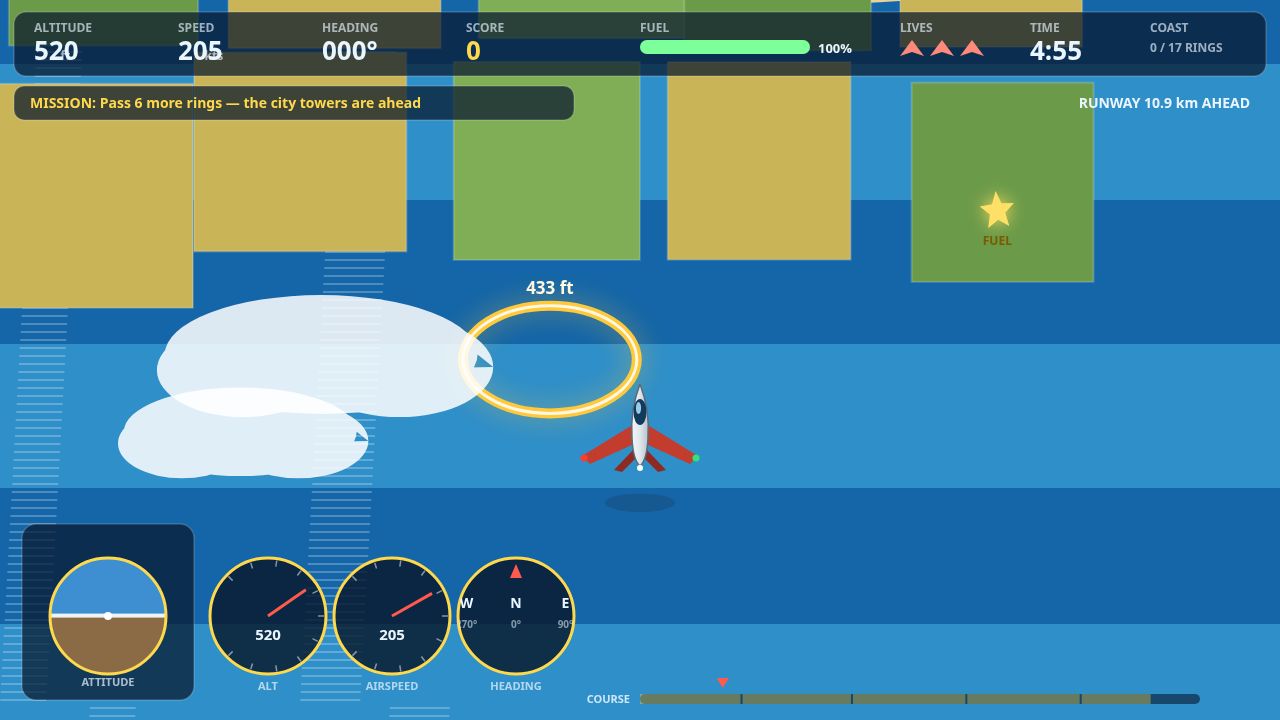 ALTITUDE
520
SPEED
205
HEADING
000°
SCORE
0
FUEL
100%
LIVES
TIME
4:55
COAST
0 / 17 RINGS
MISSION: Pass 6 more rings — the city towers are ahead
RUNWAY 10.9 km AHEAD
FUEL
433 ft
ATTITUDE
520
ALT
205
AIRSPEED
W N E
70° 0° 90°
HEADING
COURSE